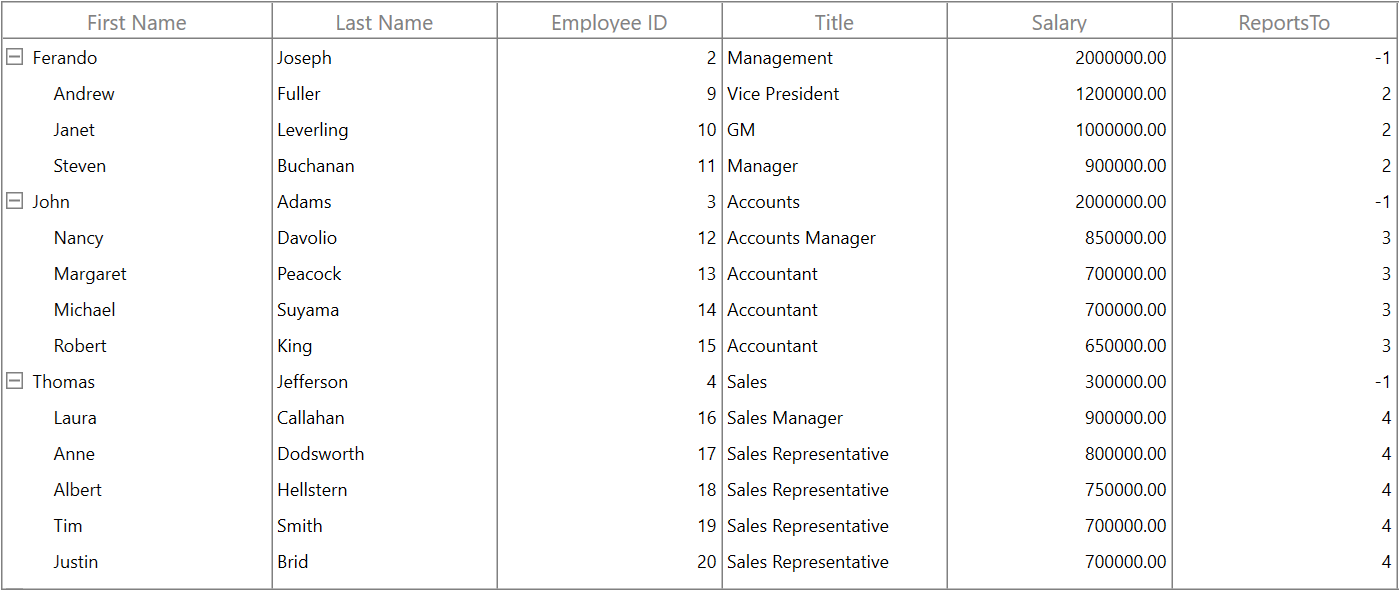 First Name Last Name Employee ID Title Salary ReportsTo
Ferando Joseph 2 Management 2000000.00 -1
Andrew Fuller 9 Vice President 1200000.00 2
Janet Leverling 10 GM 1000000.00 2
Steven Buchanan 11 Manager 900000.00 2
John Adams 3 Accounts 2000000.00 -1
Nancy Davolio 12 Accounts Manager 850000.00 3
Margaret Peacock 13 Accountant 700000.00 3
Michael Suyama 14 Accountant 700000.00 3
Robert King 15 Accountant 650000.00 3
Thomas Jefferson 4 Sales 300000.00 -1
Laura Callahan 16 Sales Manager 900000.00 4
Anne Dodsworth 17 Sales Representative 800000.00 4
Albert Hellstern 18 Sales Representative 750000.00 4
Tim Smith 19 Sales Representative 700000.00 4
Justin Brid 20 Sales Representative 700000.00 4